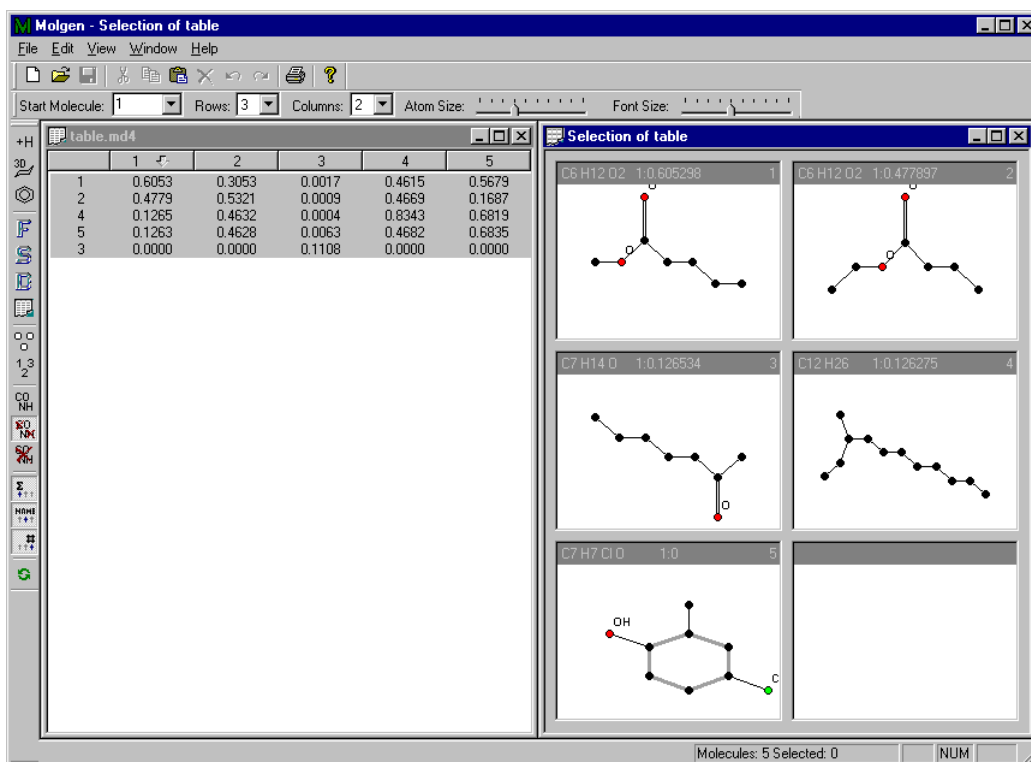 Molgen - Selection of table
File Edit View Window Help
Start Molecule: 1 Rows: 3 Columns: 2 Atom Size: Font Size:
+H
3D
F
S
1,3
2
CO
NH
Σ
NAME
#
table.md4
1 2 3 4 5
1 0.6053 0.3053 0.0017 0.4615 0.5679
2 0.4779 0.5321 0.0009 0.4669 0.1687
4 0.1265 0.4632 0.0004 0.8343 0.6819
5 0.1263 0.4628 0.0063 0.4682 0.6835
3 0.0000 0.0000 0.1108 0.0000 0.0000
Selection of table
C6 H12 O2 1:0.605298 1
O
C6 H12 O2 1:0.477897 2
O
C7 H14 O 1:0.126534 3
O
C12 H26 1:0.126275 4
C7 H7 Cl O 1:0 5
OH
C
Molecules: 5 Selected: 0
NUM